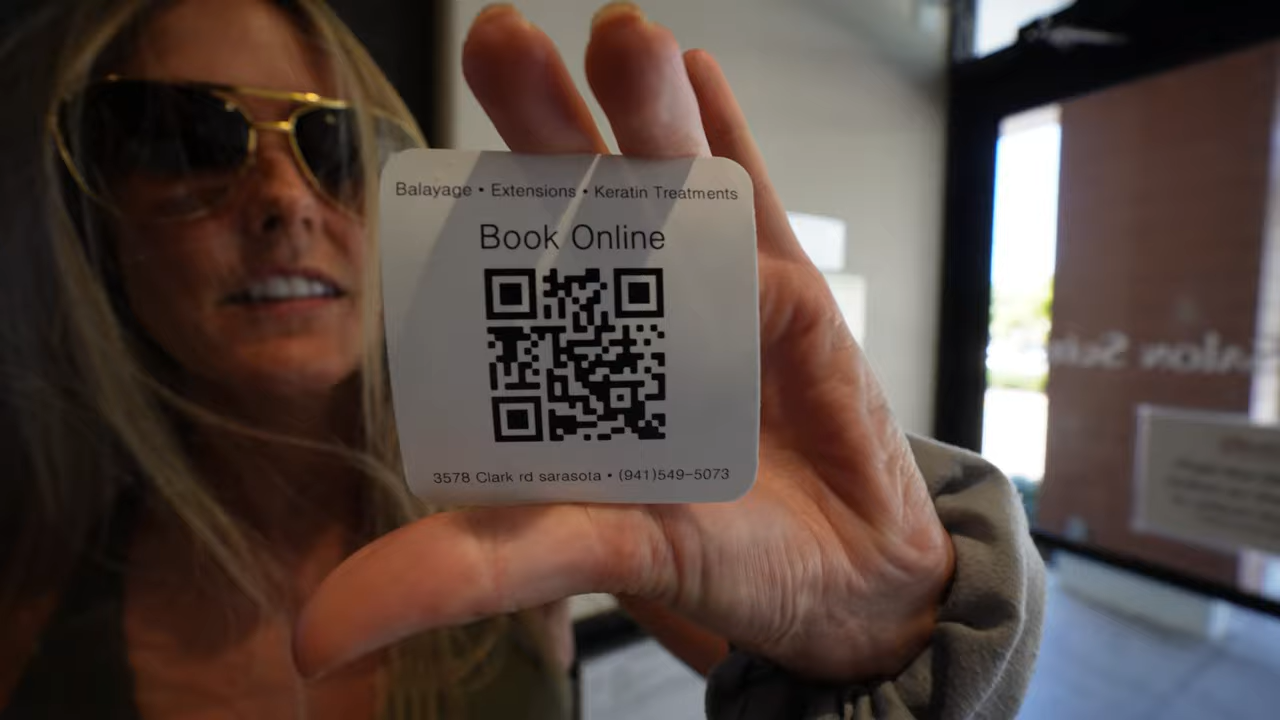 Balayage • Extensions • Keratin Treatments
Book Online
3578 Clark rd sarasota • (941)549-5073